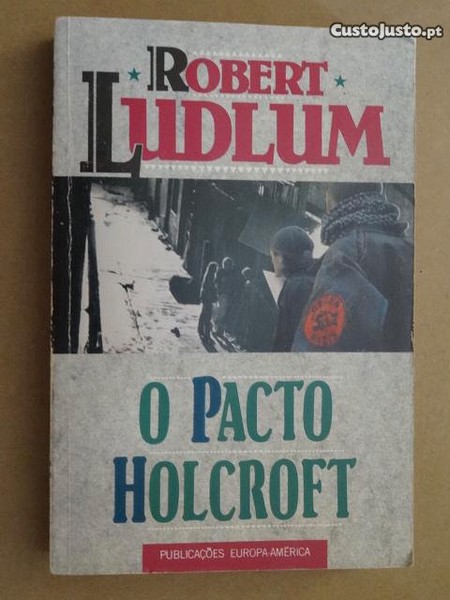 CustoJusto.pt
ROBERT
LUDLUM
O PACTO
HOLCROFT
PUBLICAÇÕES EUROPA-AMÉRICA